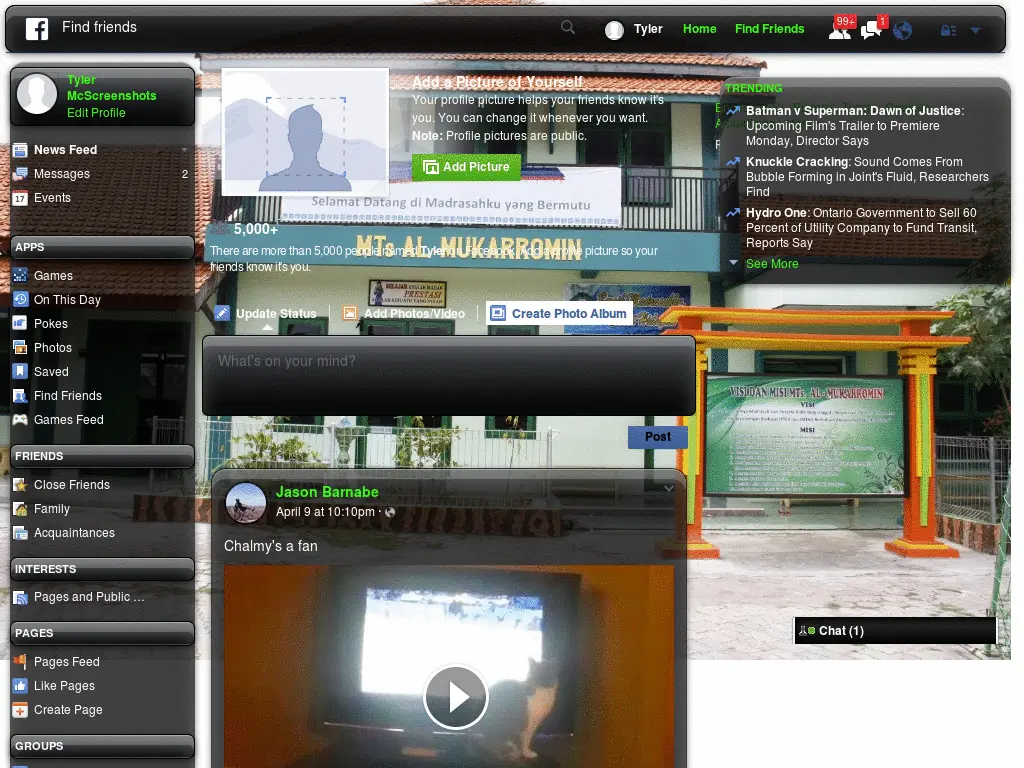 Find friends
Tyler
Home
Find Friends
99+
1
Tyler
McScreenshots
Edit Profile
News Feed
Messages
2
Events
APPS
Games
On This Day
Pokes
Photos
Saved
Find Friends
Games Feed
FRIENDS
Close Friends
Family
Acquaintances
INTERESTS
Pages and Public ...
PAGES
Pages Feed
Like Pages
Create Page
GROUPS
Add a Picture of Yourself
Your profile picture helps your friends know it's
you. You can change it whenever you want.
Note: Profile pictures are public.
Add Picture
Selamat Datang di Madrasahku yang Bermutu
5,000+
MTs. AL- MUKARROMIN
There are more than 5,000 people named Tyler on Facebook. Add a profile picture so your
friends know it's you.
PRESTASI
Update Status
Add Photos/Video
Create Photo Album
What's on your mind?
Post
Jason Barnabe
April 9 at 10:10pm ·
Chalmy's a fan
TRENDING
Batman v Superman: Dawn of Justice:
Upcoming Film's Trailer to Premiere
Monday, Director Says
Knuckle Cracking: Sound Comes From
Bubble Forming in Joint's Fluid, Researchers
Find
Hydro One: Ontario Government to Sell 60
Percent of Utility Company to Fund Transit,
Reports Say
See More
VISI DAN MISI MTs. AL- MUKARROMIN
VISI
MISI
Chat (1)